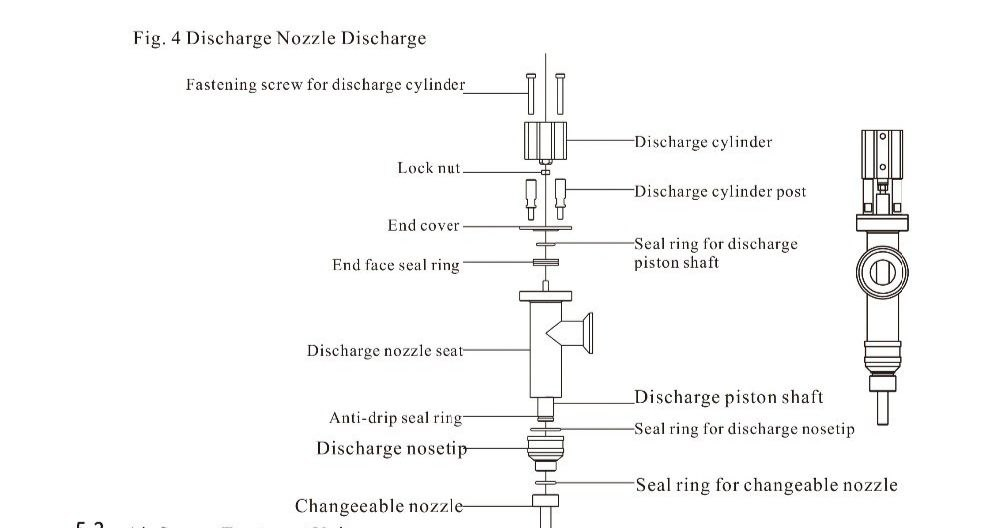 Fig. 4 Discharge Nozzle Discharge
Fastening screw for discharge cylinder
Discharge cylinder
Lock nut
Discharge cylinder post
End cover
Seal ring for discharge
piston shaft
End face seal ring
Discharge nozzle seat
Discharge piston shaft
Anti-drip seal ring
Seal ring for discharge nosetip
Discharge nosetip
Seal ring for changeable nozzle
Changeeable nozzle